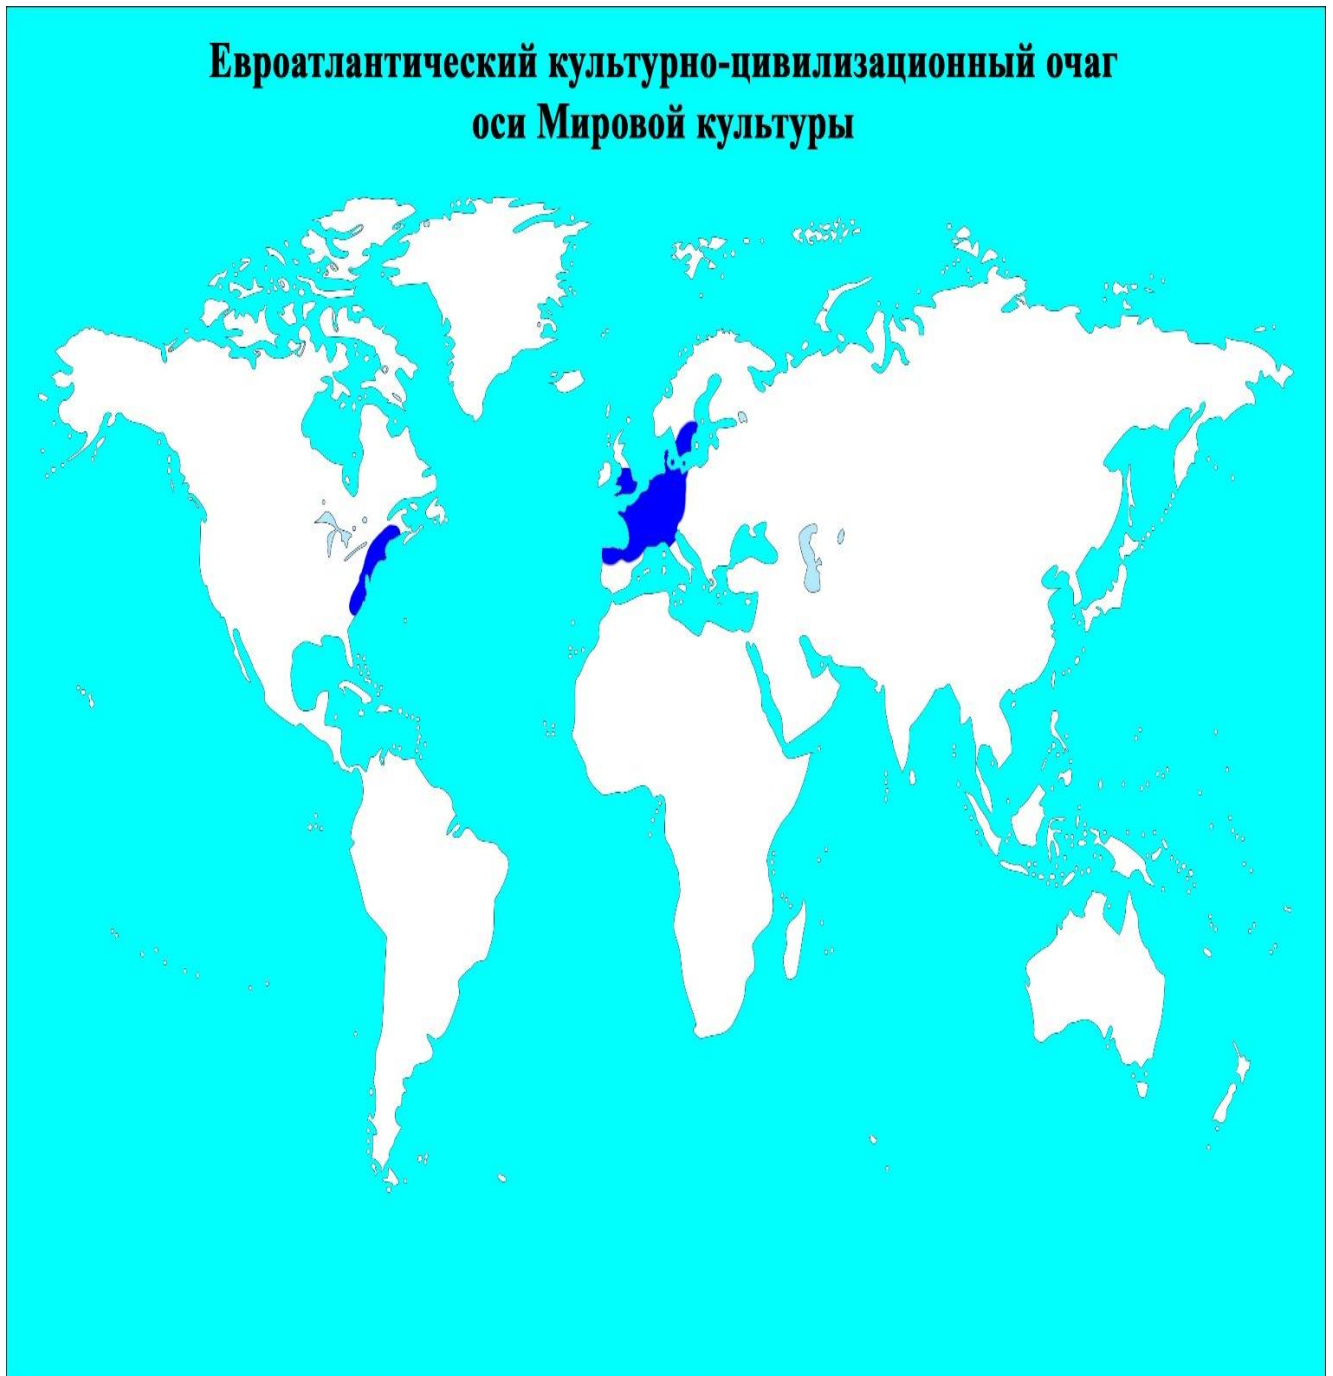 Евроатлантический культурно-цивилизационный очаг
оси Мировой культуры